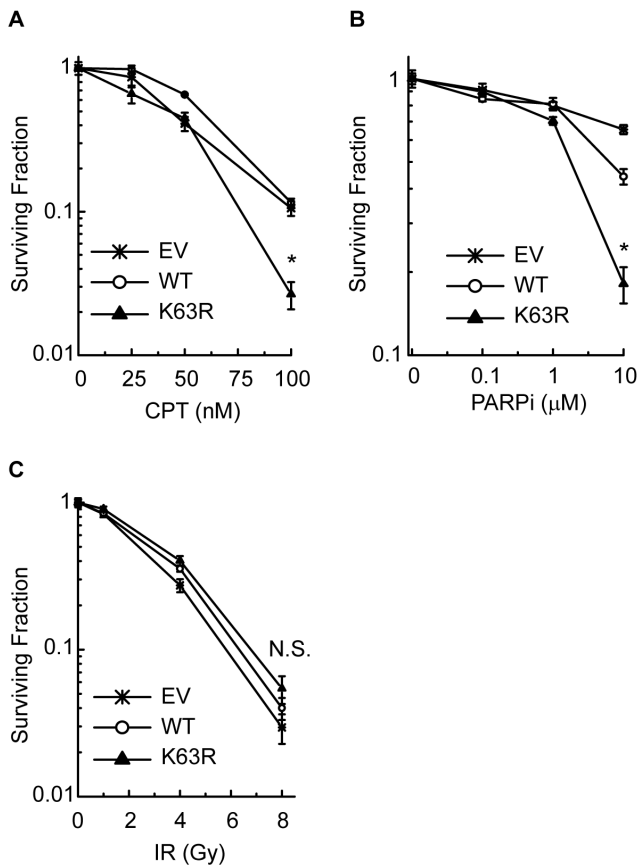 A
Surviving Fraction
1
0.1
0.01
EV
WT
K63R
*
0 25 50 75 100
CPT (nM)
B
Surviving Fraction
1
0.1
EV
WT
K63R
*
0 0.1 1 10
PARPi (μM)
C
Surviving Fraction
1
0.1
0.01
N.S.
EV
WT
K63R
0 2 4 6 8
IR (Gy)